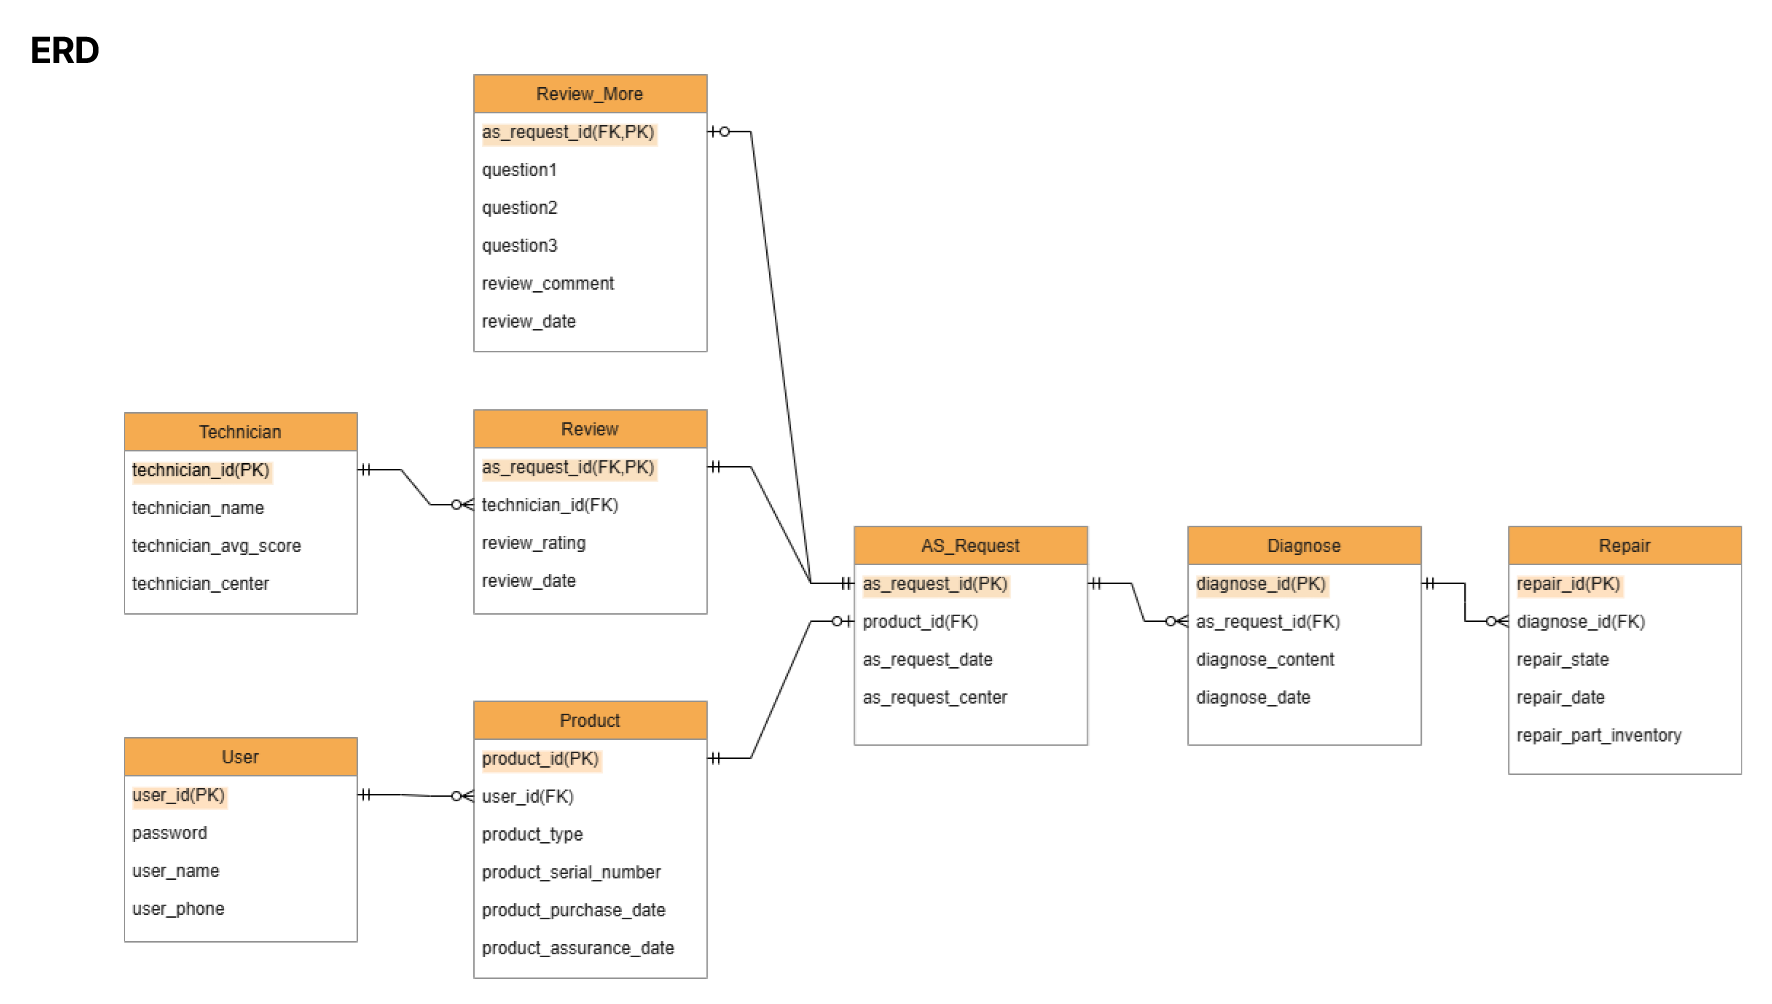 ERD
Review_More
as_request_id(FK,PK)
question1
question2
question3
review_comment
review_date
Technician
technician_id(PK)
technician_name
technician_avg_score
technician_center
Review
as_request_id(FK,PK)
technician_id(FK)
review_rating
review_date
AS_Request
as_request_id(PK)
product_id(FK)
as_request_date
as_request_center
Diagnose
diagnose_id(PK)
as_request_id(FK)
diagnose_content
diagnose_date
Repair
repair_id(PK)
diagnose_id(FK)
repair_state
repair_date
repair_part_inventory
User
user_id(PK)
password
user_name
user_phone
Product
product_id(PK)
user_id(FK)
product_type
product_serial_number
product_purchase_date
product_assurance_date